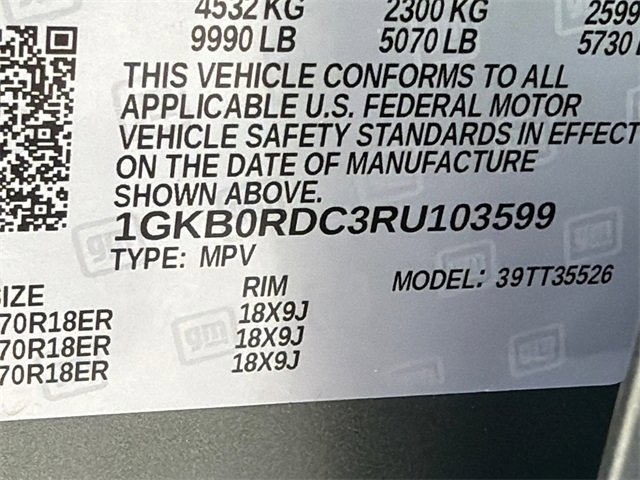 4532 KG 2300 KG 2599
9990 LB 5070 LB 5730
THIS VEHICLE CONFORMS TO ALL
APPLICABLE U.S. FEDERAL MOTOR
VEHICLE SAFETY STANDARDS IN EFFECT
ON THE DATE OF MANUFACTURE
SHOWN ABOVE.
1GKB0RDC3RU103599
TYPE: MPV
MODEL: 39TT35526
SIZE RIM
70R18ER 18X9J
70R18ER 18X9J
70R18ER 18X9J
gm